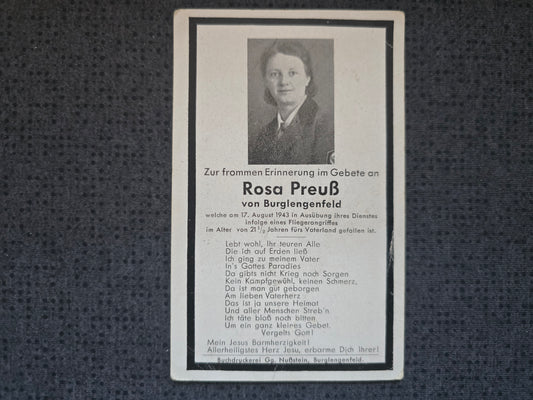 Zur frommen Erinnerung im Gebete an
Rosa Preuß
von Burglengenfeld
welche am 17. August 1943 in Ausübung ihres Dienstes
infolge eines Fliegerangriffes
im Alter von 21 1/2 Jahren fürs Vaterland gefallen ist.
Lebt wohl, Ihr teuren Alle
Die ich auf Erden ließ
Ich ging zu meinem Vater
In's Gottes Paradies
Da gibts nicht Krieg noch Sorgen
Kein Kampfgewühl, keinen Schmerz,
Da ist man gut geborgen
Am lieben Vaterherz
Das ist ja unsere Heimat
Und aller Menschen Streb'n
Ich täte bloß noch bitten
Um ein ganz kleines Gebet.
Vergelts Gott!
Mein Jesus Barmherzigkeit!
Allerheiligstes Herz Jesu, erbarme Dich Ihrer!
Buchdruckerei Gg. Nußstein, Burglengenfeld.